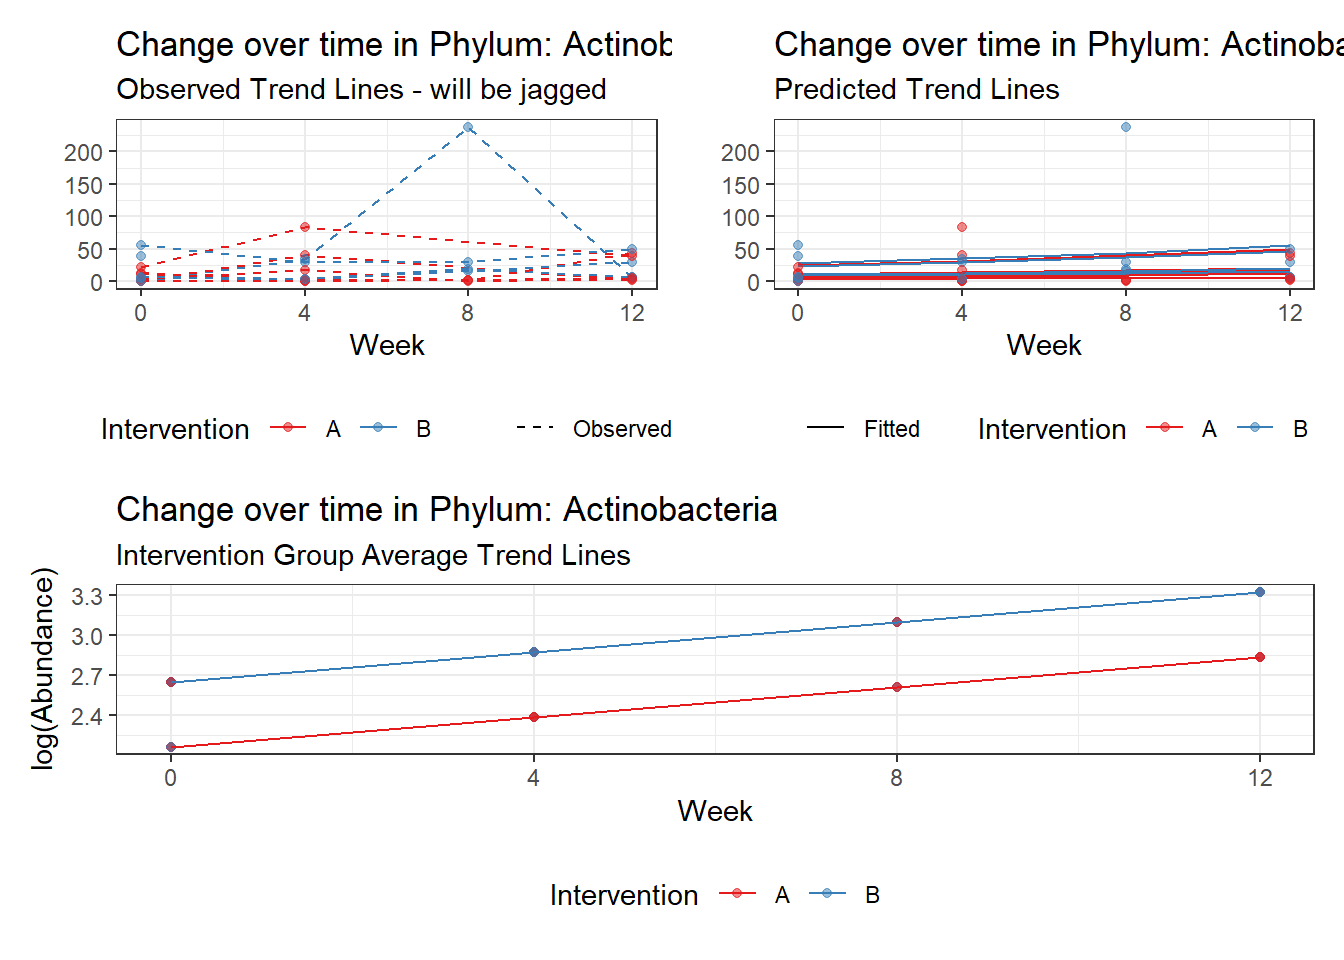 Change over time in Phylum: Actinob
Observed Trend Lines - will be jagged
200
150
100
50
0
0 4 8 12
Week
Intervention A B Observed
Change over time in Phylum: Actinoba
Predicted Trend Lines
200
150
100
50
0
0 4 8 12
Week
Fitted Intervention A B
Change over time in Phylum: Actinobacteria
Intervention Group Average Trend Lines
log(Abundance)
3.3
3.0
2.7
2.4
0 4 8 12
Week
Intervention A B